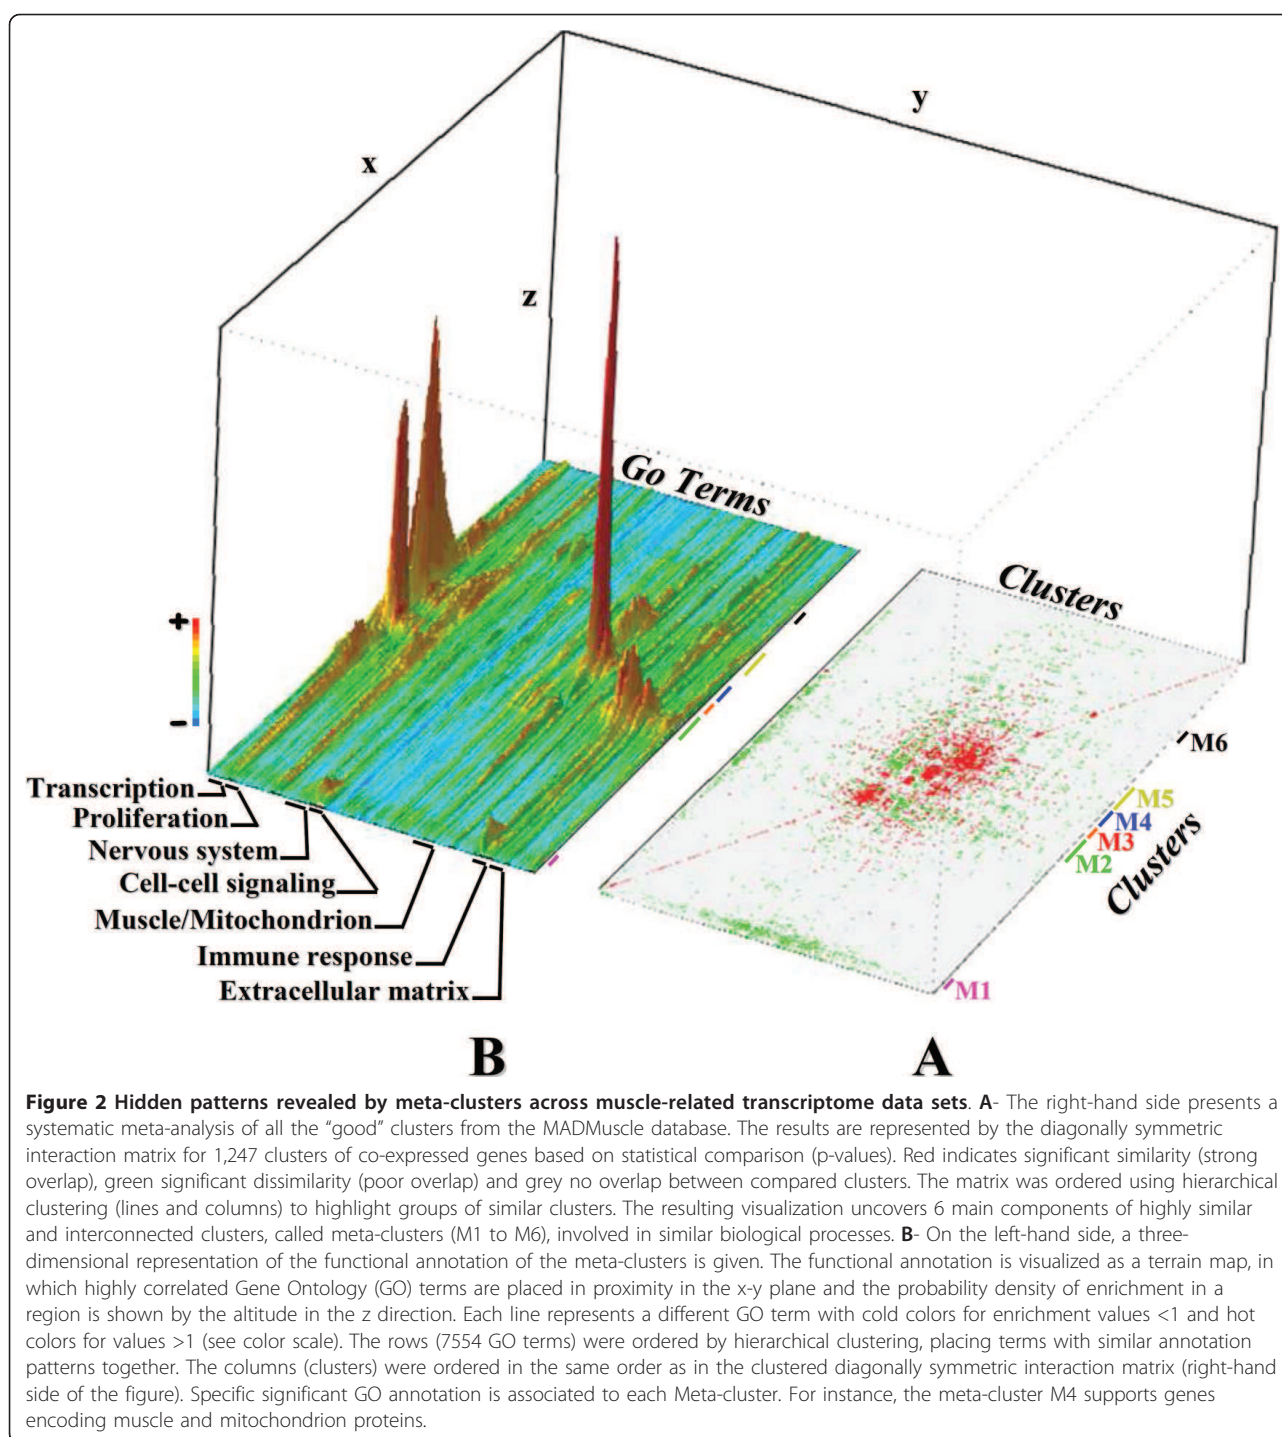 y
x
z
Go Terms
Clusters
+
−
M6
M5
M4
M3
M2
Clusters
M1
Transcription
Proliferation
Nervous system
Cell-cell signaling
Muscle/Mitochondrion
Immune response
Extracellular matrix
B
A
Figure 2 Hidden patterns revealed by meta-clusters across muscle-related transcriptome data sets. A- The right-hand side presents a
systematic meta-analysis of all the “good” clusters from the MADMuscle database. The results are represented by the diagonally symmetric
interaction matrix for 1,247 clusters of co-expressed genes based on statistical comparison (p-values). Red indicates significant similarity (strong
overlap), green significant dissimilarity (poor overlap) and grey no overlap between compared clusters. The matrix was ordered using hierarchical
clustering (lines and columns) to highlight groups of similar clusters. The resulting visualization uncovers 6 main components of highly similar
and interconnected clusters, called meta-clusters (M1 to M6), involved in similar biological processes. B- On the left-hand side, a three-
dimensional representation of the functional annotation of the meta-clusters is given. The functional annotation is visualized as a terrain map, in
which highly correlated Gene Ontology (GO) terms are placed in proximity in the x-y plane and the probability density of enrichment in a
region is shown by the altitude in the z direction. Each line represents a different GO term with cold colors for enrichment values <1 and hot
colors for values >1 (see color scale). The rows (7554 GO terms) were ordered by hierarchical clustering, placing terms with similar annotation
patterns together. The columns (clusters) were ordered in the same order as in the clustered diagonally symmetric interaction matrix (right-hand
side of the figure). Specific significant GO annotation is associated to each Meta-cluster. For instance, the meta-cluster M4 supports genes
encoding muscle and mitochondrion proteins.